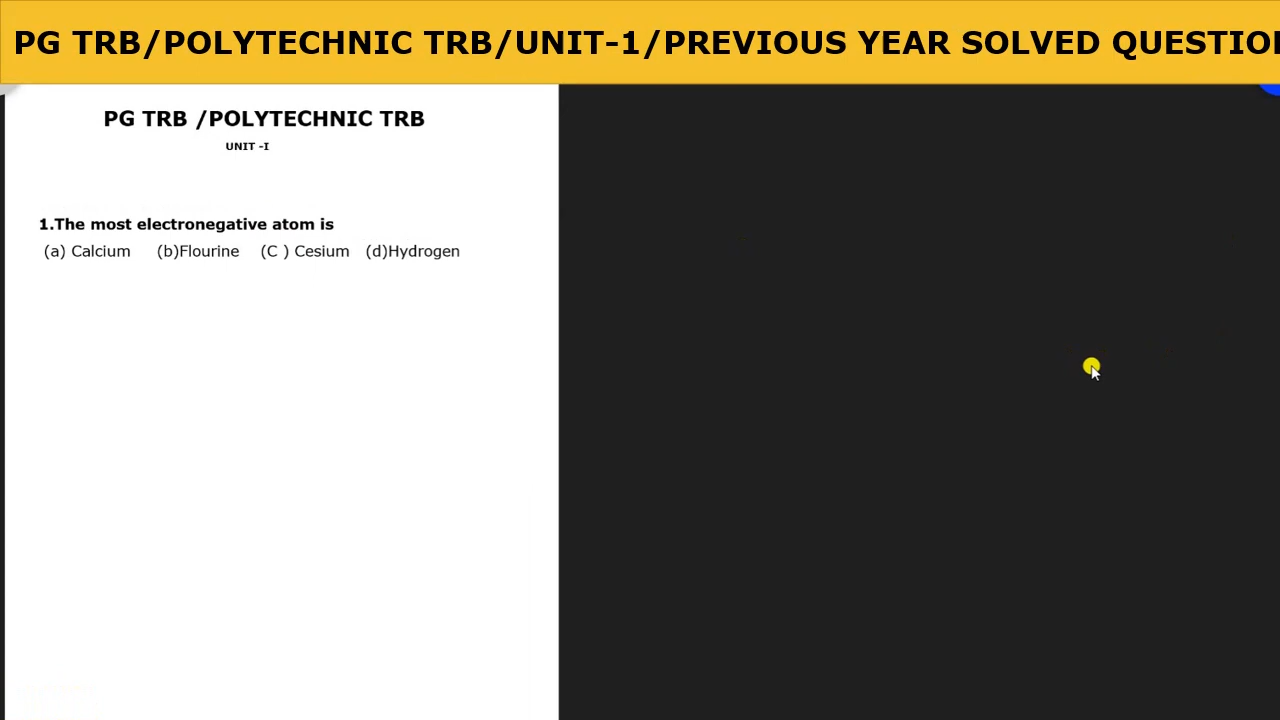 PG TRB/POLYTECHNIC TRB/UNIT-1/PREVIOUS YEAR SOLVED QUESTIO
PG TRB /POLYTECHNIC TRB
UNIT -I
1.The most electronegative atom is
(a) Calcium (b)Flourine (C ) Cesium (d)Hydrogen